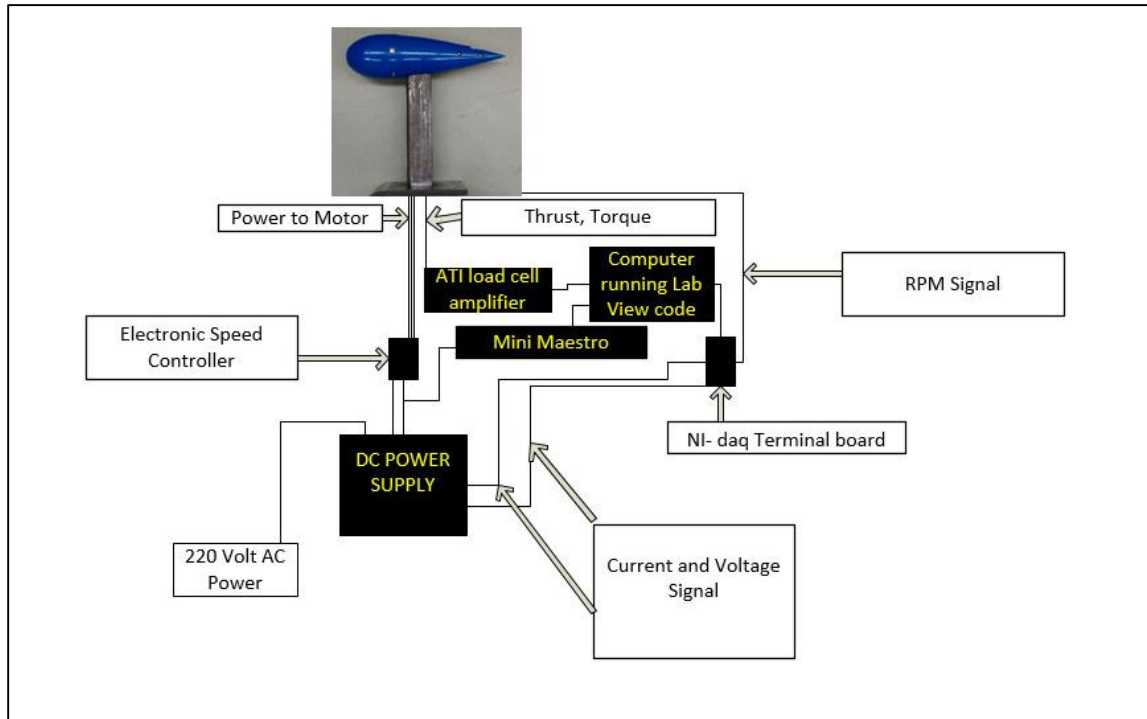 Power to Motor
Thrust, Torque
ATI load cell
amplifier
Computer
running Lab
View code
RPM Signal
Electronic Speed
Controller
Mini Maestro
NI- daq Terminal board
DC POWER
SUPPLY
220 Volt AC
Power
Current and Voltage
Signal